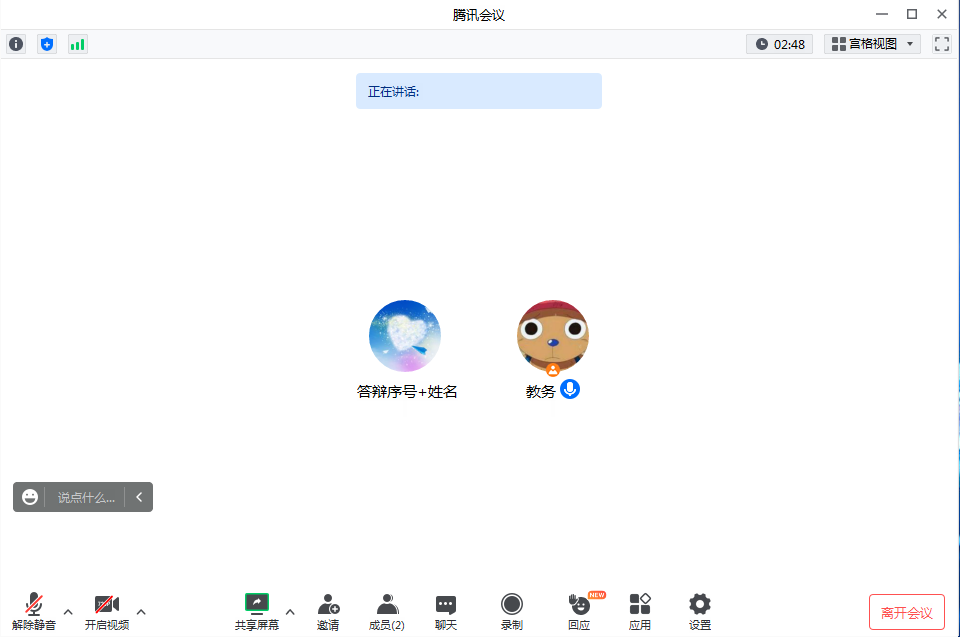 腾讯会议
02:48
宫格视图
正在讲话:
答辩序号+姓名
教务
说点什么...
解除静音
开启视频
共享屏幕
邀请
成员(2)
聊天
录制
回应
NEW
应用
设置
离开会议